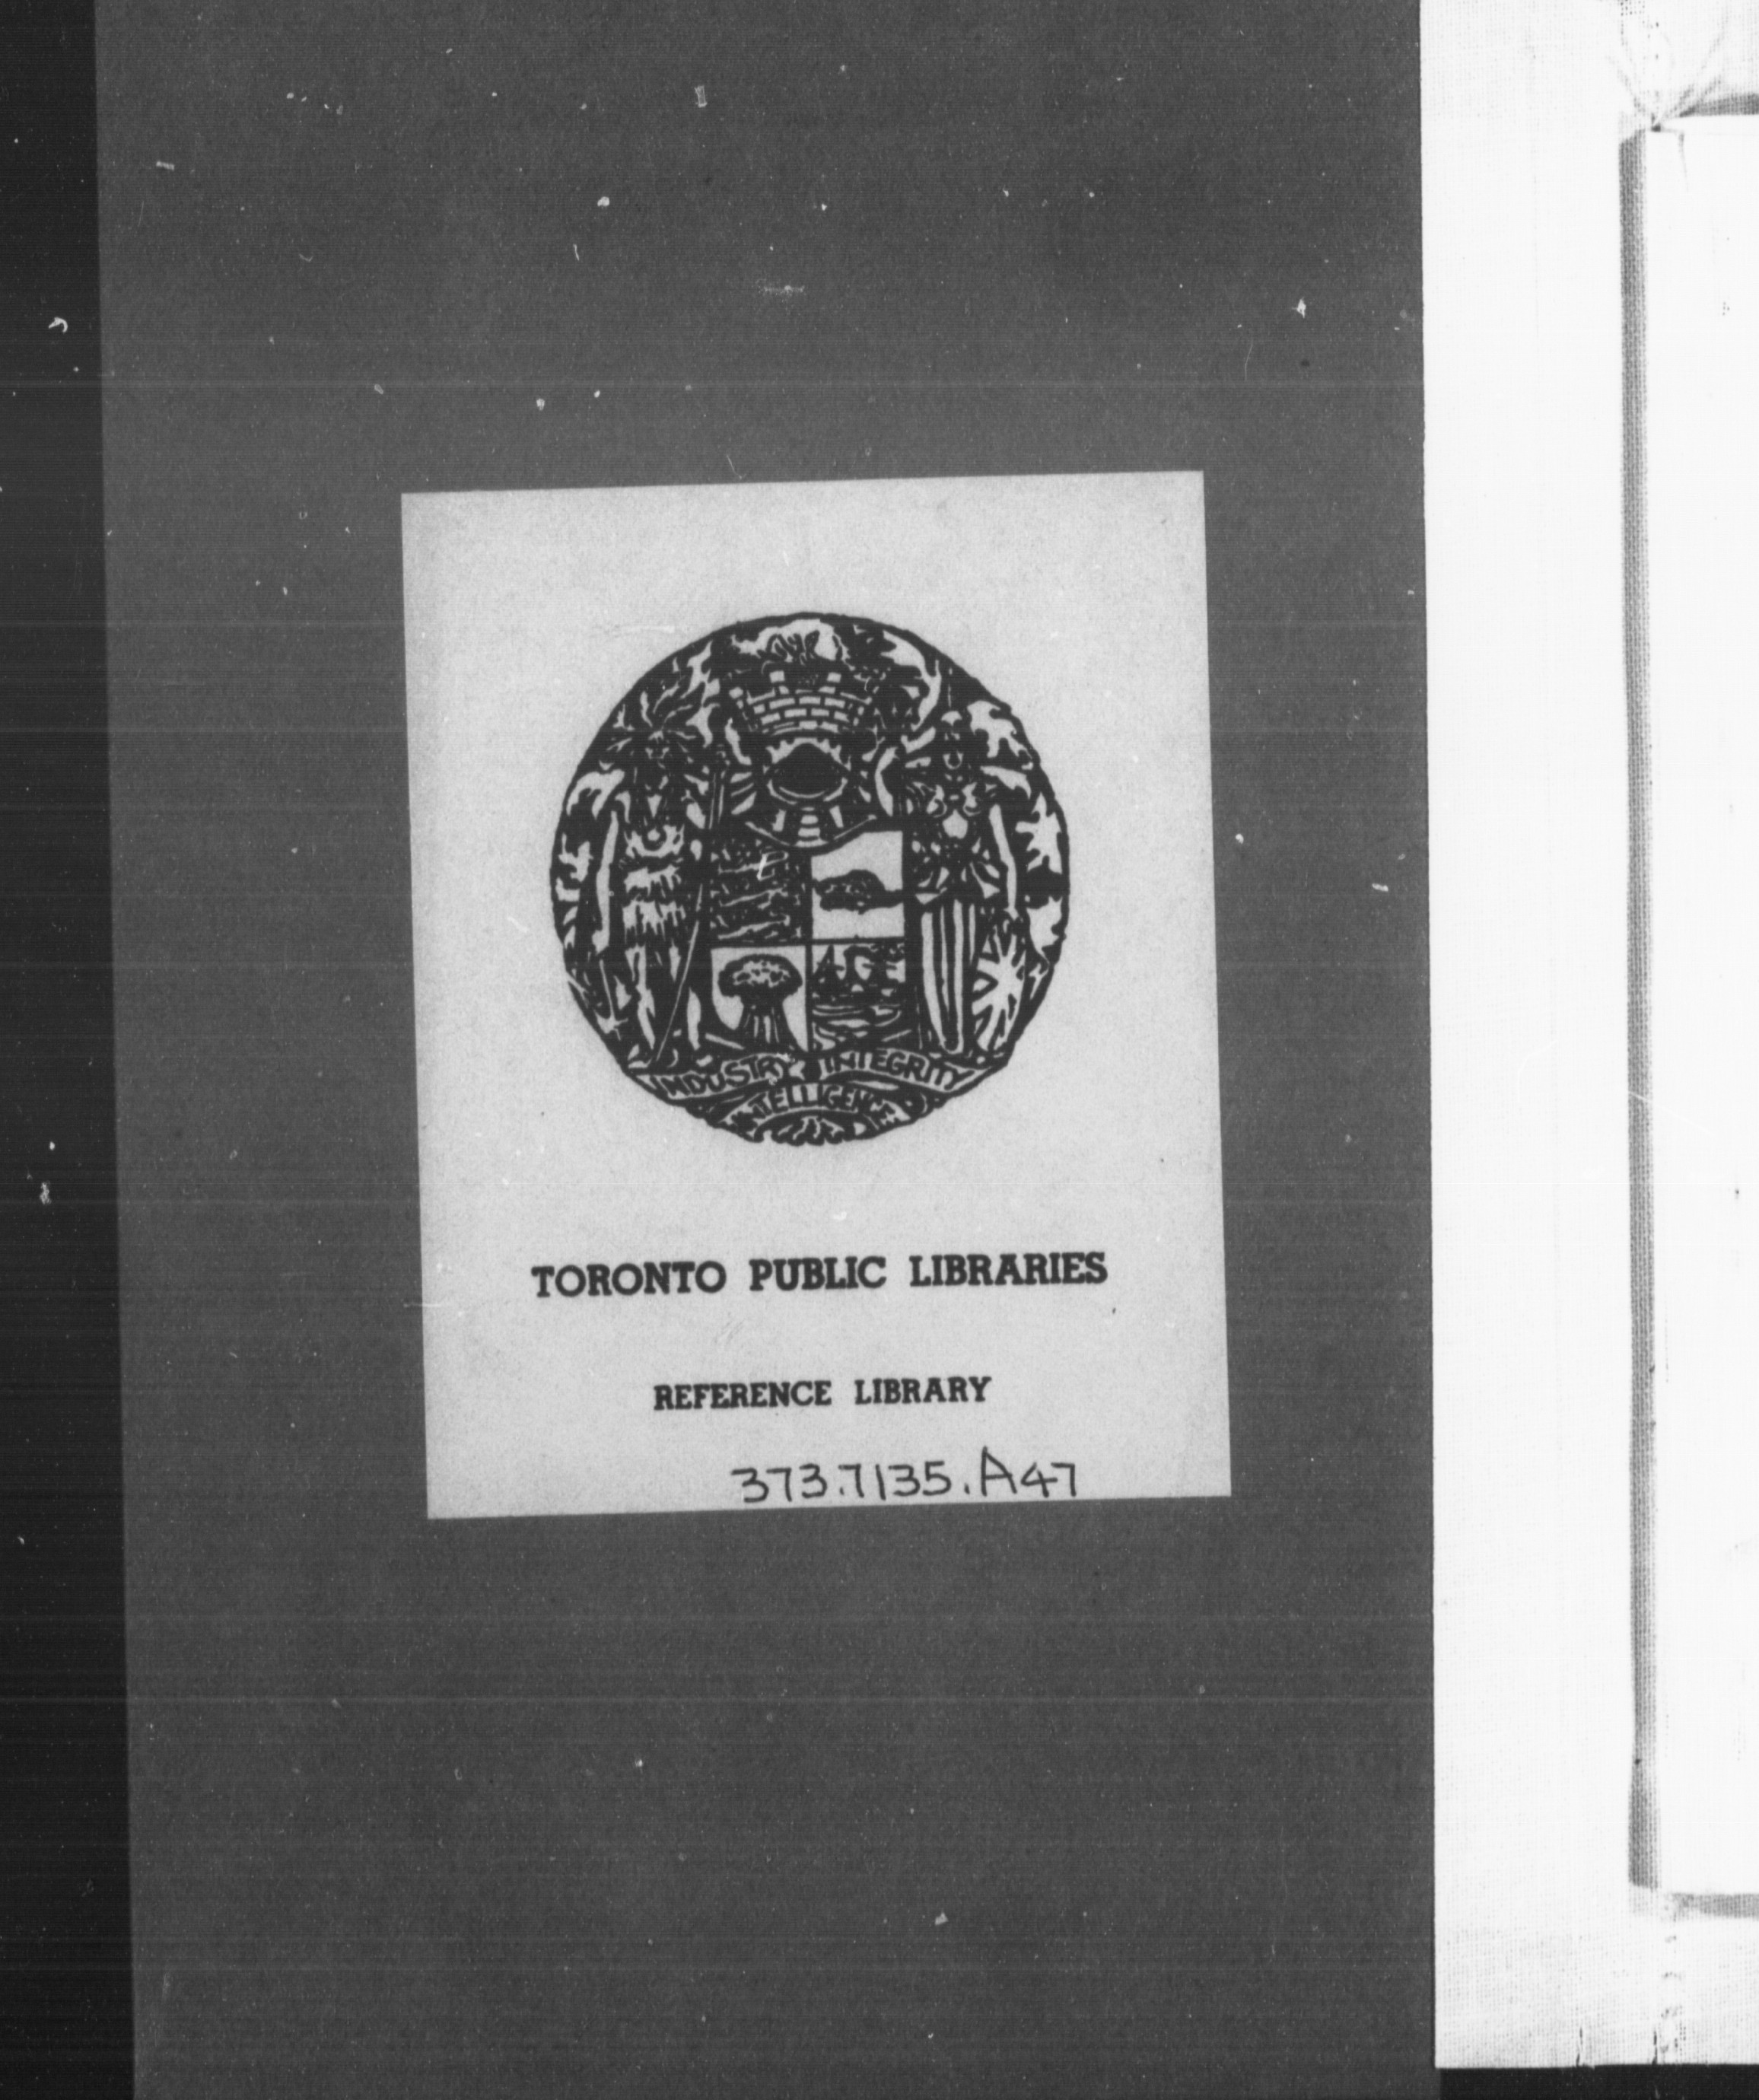 INDUSTRY INTEGRITY
INTELLIGENCE
TORONTO PUBLIC LIBRARIES
REFERENCE LIBRARY
373.7135.A47